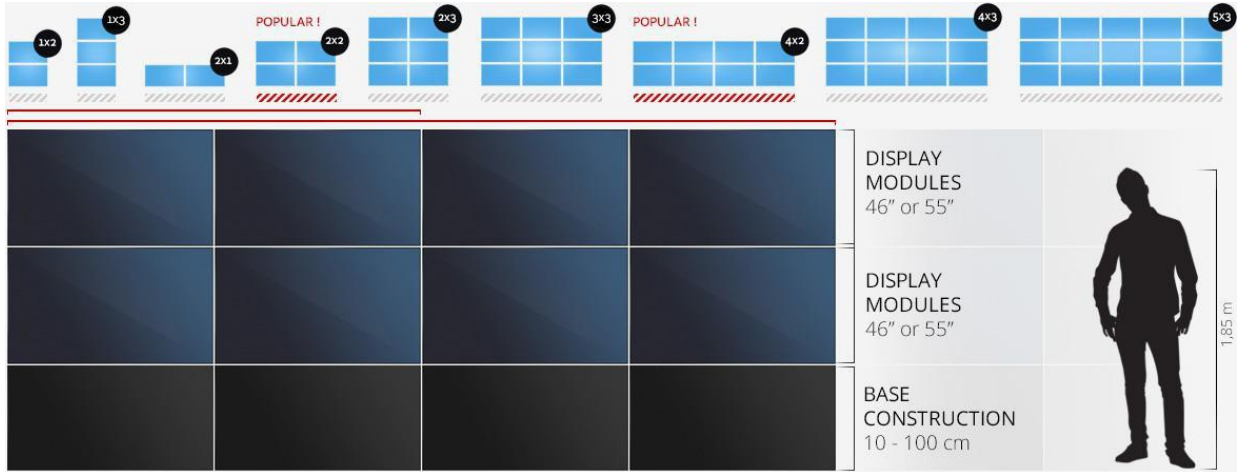 1x2
1x3
2x1
POPULAR !
2x2
2x3
3x3
POPULAR !
4x2
4x3
5x3
DISPLAY
MODULES
46” or 55”
DISPLAY
MODULES
46” or 55”
BASE
CONSTRUCTION
10 - 100 cm
1,85 m